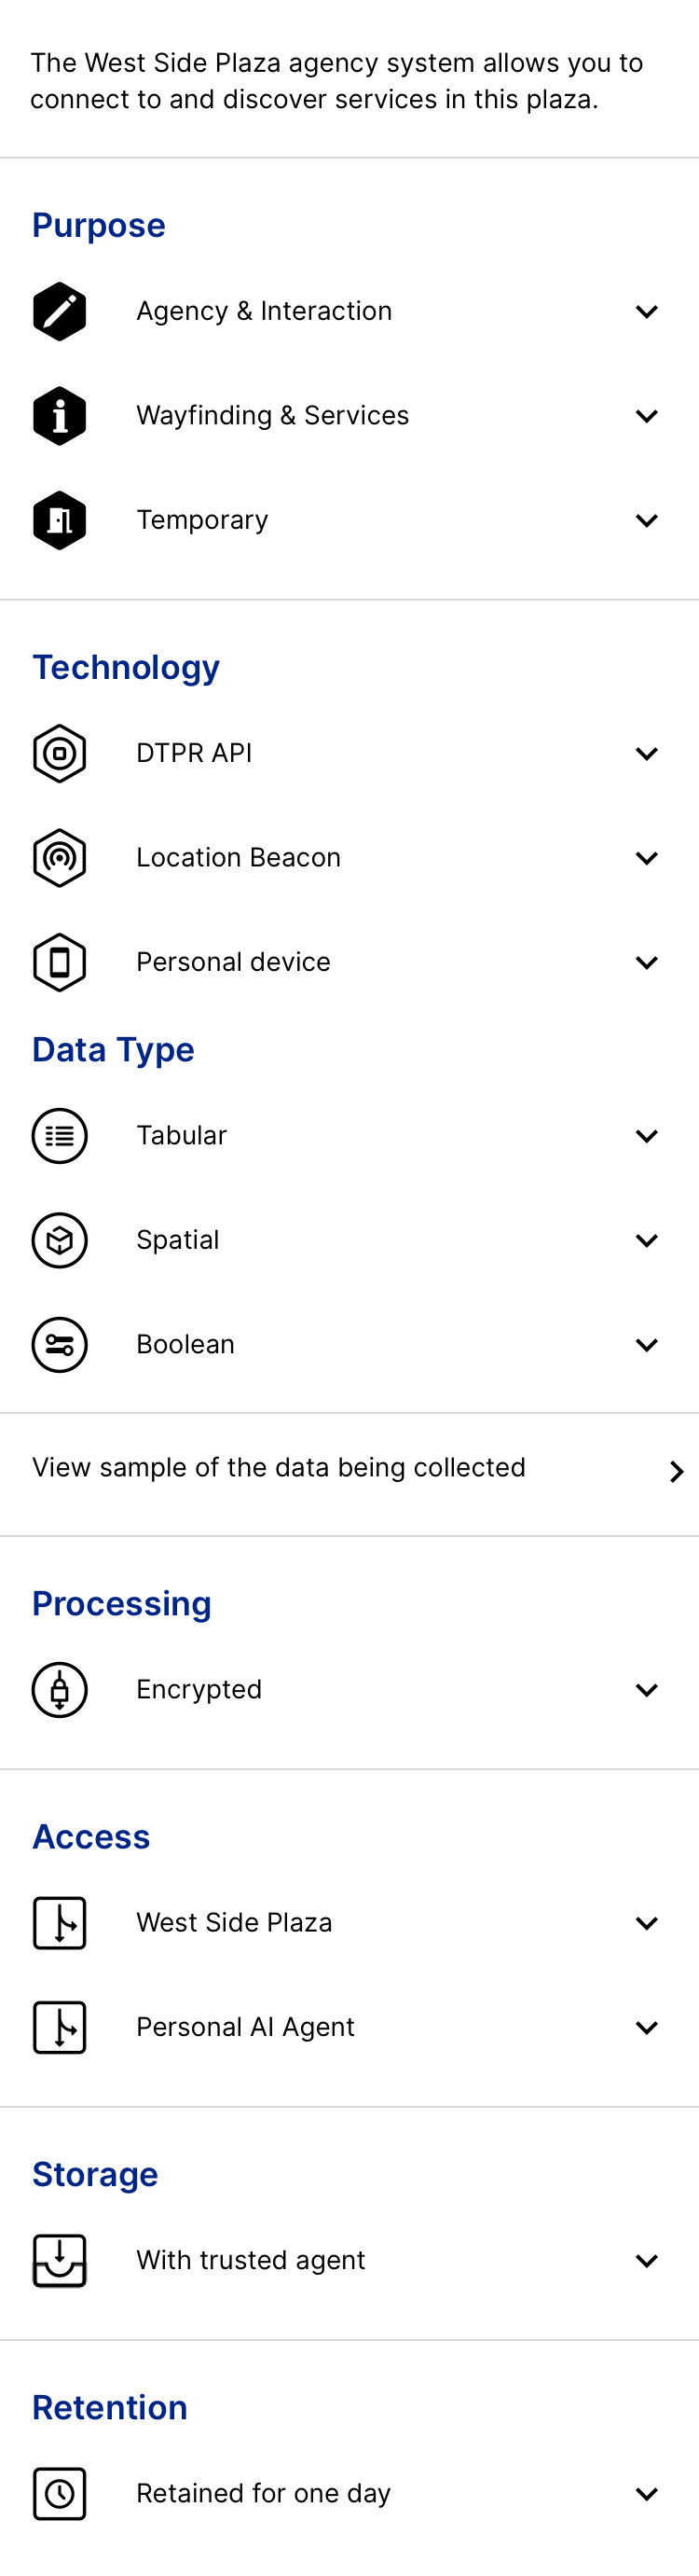 The West Side Plaza agency system allows you to
connect to and discover services in this plaza.
Purpose
Agency & Interaction
Wayfinding & Services
Temporary
Technology
DTPR API
Location Beacon
Personal device
Data Type
Tabular
Spatial
Boolean
View sample of the data being collected
Processing
Encrypted
Access
West Side Plaza
Personal AI Agent
Storage
With trusted agent
Retention
Retained for one day